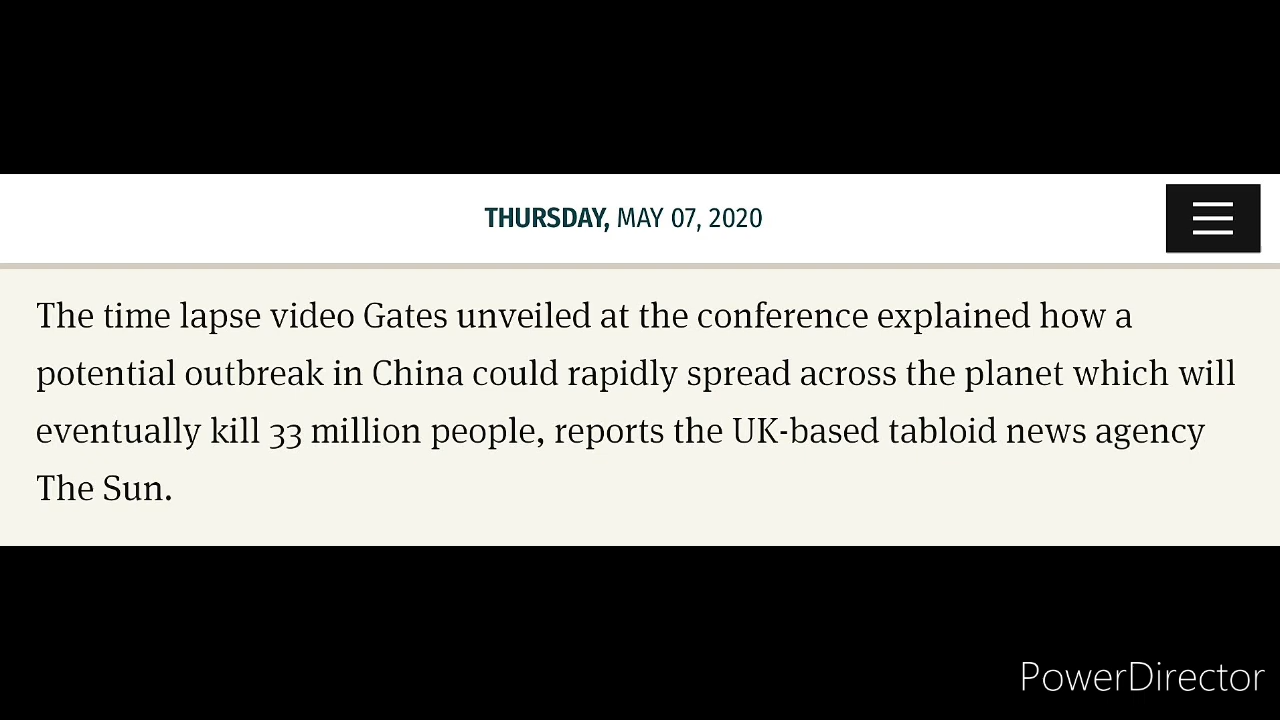 THURSDAY, MAY 07, 2020
The time lapse video Gates unveiled at the conference explained how a
potential outbreak in China could rapidly spread across the planet which will
eventually kill 33 million people, reports the UK-based tabloid news agency
The Sun.
PowerDirector